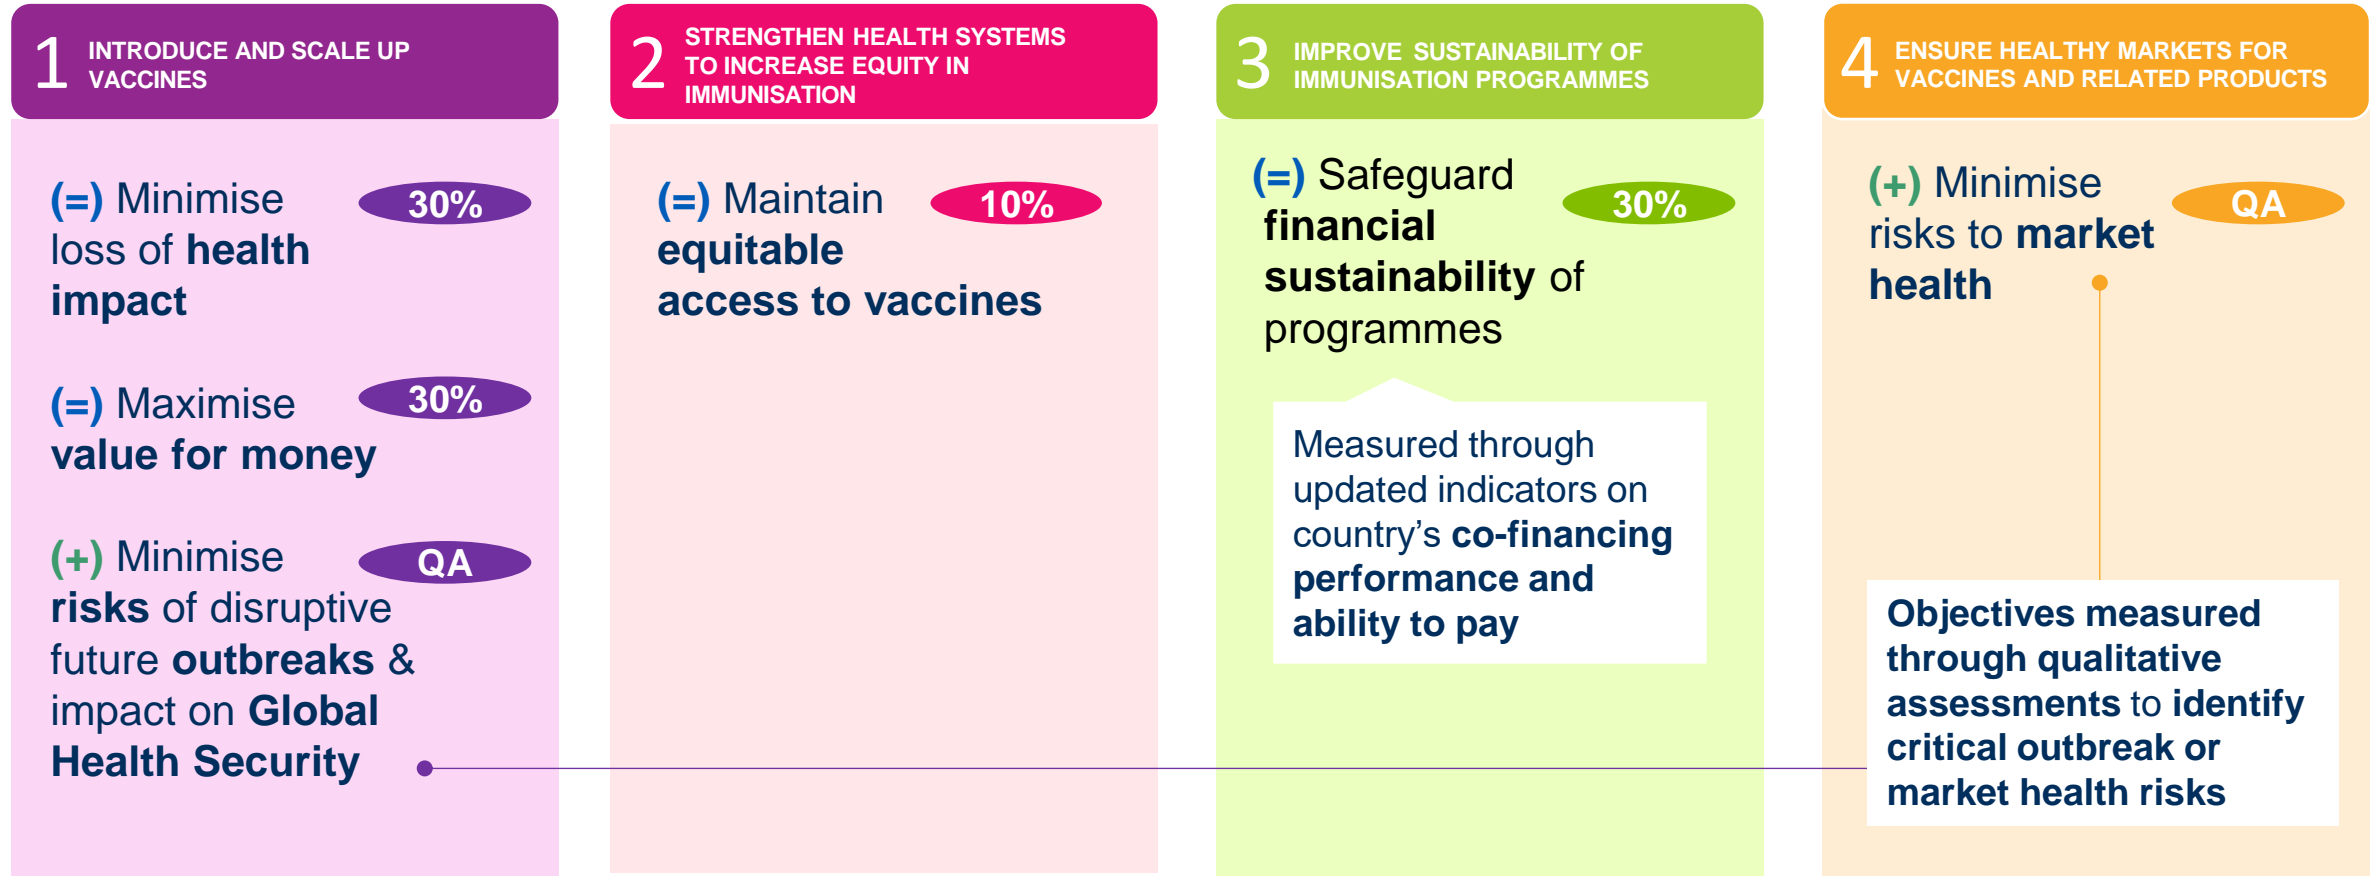 1
INTRODUCE AND SCALE UP
VACCINES
(=) Minimise
loss of health
impact
30%
(=) Maximise
value for money
30%
(+) Minimise
risks of disruptive
future outbreaks &
impact on Global
Health Security
QA
2
STRENGTHEN HEALTH SYSTEMS
TO INCREASE EQUITY IN
IMMUNISATION
(=) Maintain
equitable
access to vaccines
10%
3
IMPROVE SUSTAINABILITY OF
IMMUNISATION PROGRAMMES
(=) Safeguard
financial
sustainability of
programmes
30%
Measured through
updated indicators on
country’s co-financing
performance and
ability to pay
4
ENSURE HEALTHY MARKETS FOR
VACCINES AND RELATED PRODUCTS
(+) Minimise
risks to market
health
QA
Objectives measured
through qualitative
assessments to identify
critical outbreak or
market health risks